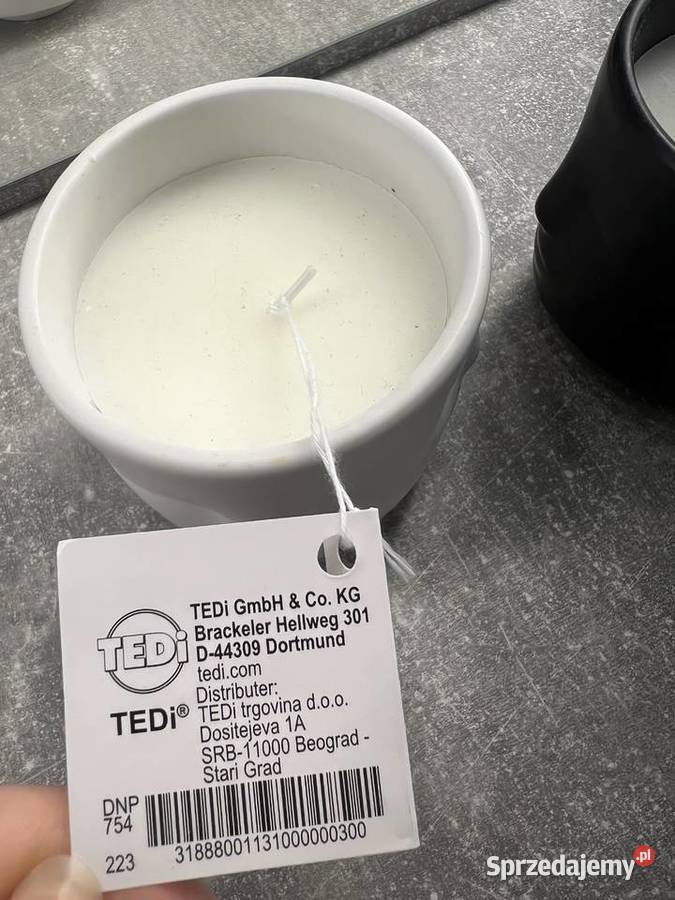 TEDi
TEDi®
TEDi GmbH & Co. KG
Brackeler Hellweg 301
D-44309 Dortmund
tedi.com
Distributer:
TEDi trgovina d.o.o.
Dositejeva 1A
SRB-11000 Beograd -
Stari Grad
DNP
754
223
31888001131000000300
Sprzedajemy.pl